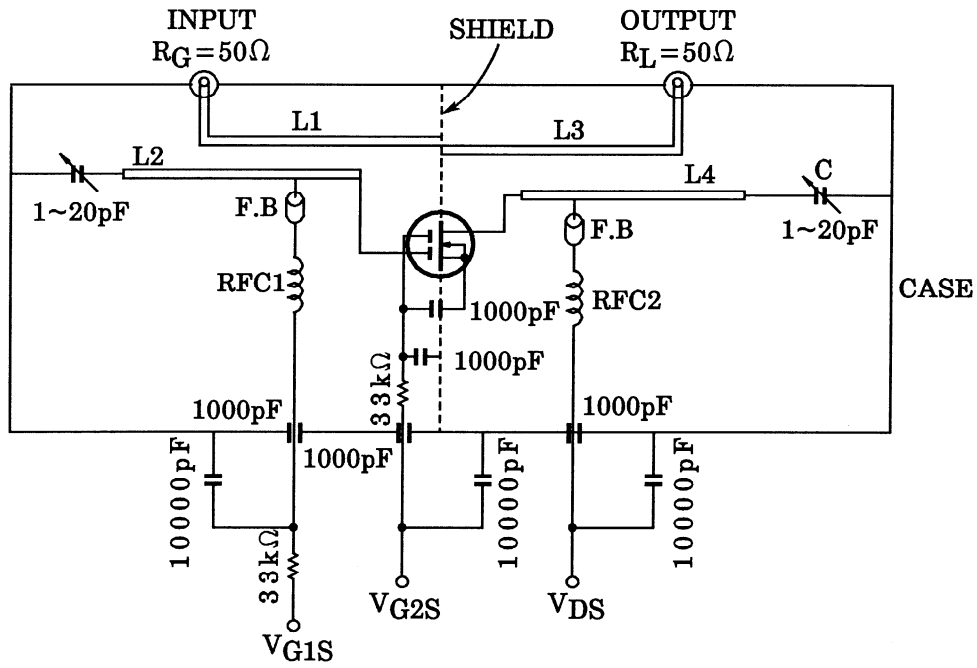 INPUT
RG=50Ω
SHIELD
OUTPUT
RL=50Ω
L1
L3
L2
L4
C
1~20pF
F.B
F.B
1~20pF
RFC1
RFC2
CASE
1000pF
1000pF
33kΩ
1000pF
1000pF
1000pF
10000pF
10000pF
10000pF
33kΩ
VG2S
VDS
VG1S